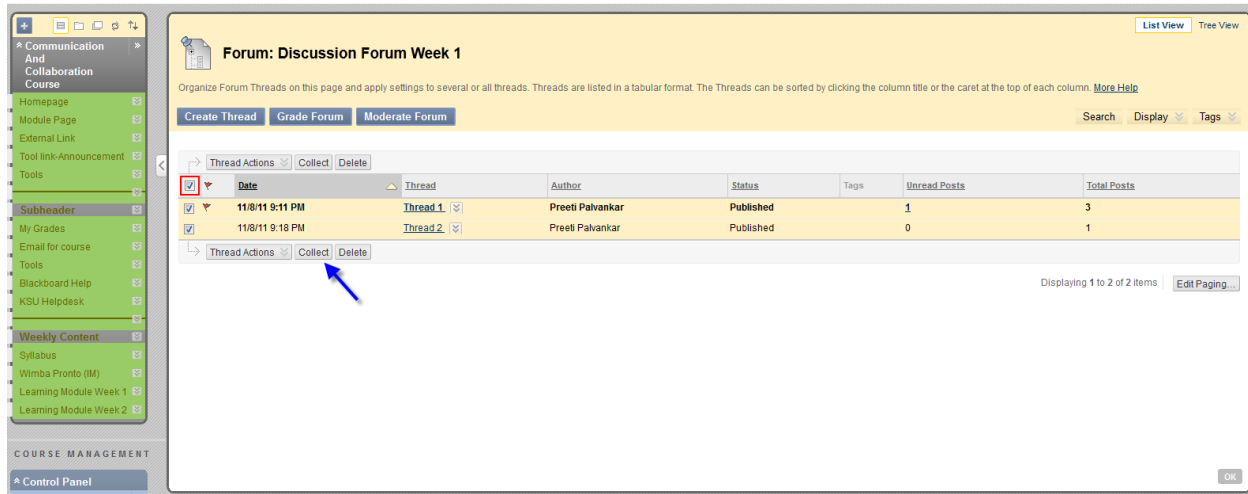 Communication
And
Collaboration
Course
Homepage
Module Page
External Link
Tool link-Announcement
Tools
Subheader
My Grades
Email for course
Tools
Blackboard Help
KSU Helpdesk
Weekly Content
Syllabus
Wimba Pronto (IM)
Learning Module Week 1
Learning Module Week 2
COURSE MANAGEMENT
Control Panel
List View Tree View
Forum: Discussion Forum Week 1
Organize Forum Threads on this page and apply settings to several or all threads. Threads are listed in a tabular format. The Threads can be sorted by clicking the column title or the caret at the top of each column. More Help
Create Thread Grade Forum Moderate Forum Search Display Tags
Thread Actions Collect Delete
Date Thread Author Status Tags Unread Posts Total Posts
11/8/11 9:11 PM Thread 1 Preeti Palvankar Published 1 3
11/8/11 9:18 PM Thread 2 Preeti Palvankar Published 0 1
Thread Actions Collect Delete
Displaying 1 to 2 of 2 items Edit Paging...
OK